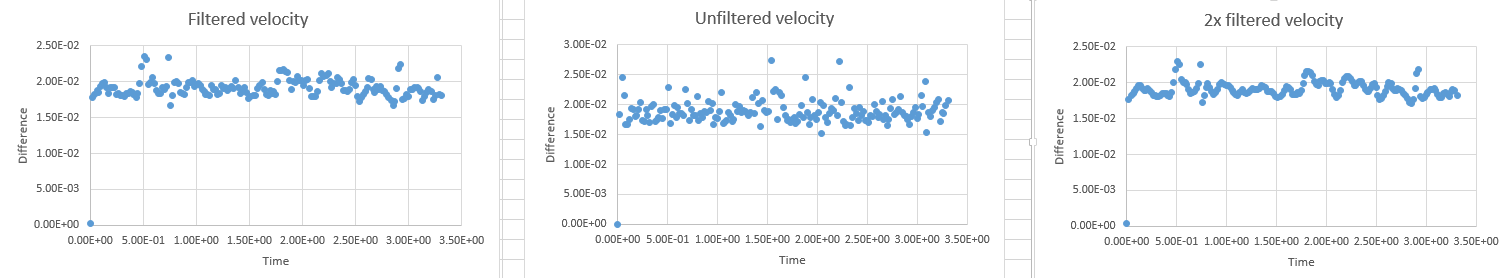 Filtered velocity
2.50E-02
2.00E-02
1.50E-02
1.00E-02
5.00E-03
0.00E+00
Difference
0.00E+00 5.00E-01 1.00E+00 1.50E+00 2.00E+00 2.50E+00 3.00E+00 3.50E+00
Time
Unfiltered velocity
3.00E-02
2.50E-02
2.00E-02
1.50E-02
1.00E-02
5.00E-03
0.00E+00
Difference
0.00E+00 5.00E-01 1.00E+00 1.50E+00 2.00E+00 2.50E+00 3.00E+00 3.50E+00
Time
2x filtered velocity
2.50E-02
2.00E-02
1.50E-02
1.00E-02
5.00E-03
0.00E+00
Difference
0.00E+00 5.00E-01 1.00E+00 1.50E+00 2.00E+00 2.50E+00 3.00E+00 3.50E+00
Time